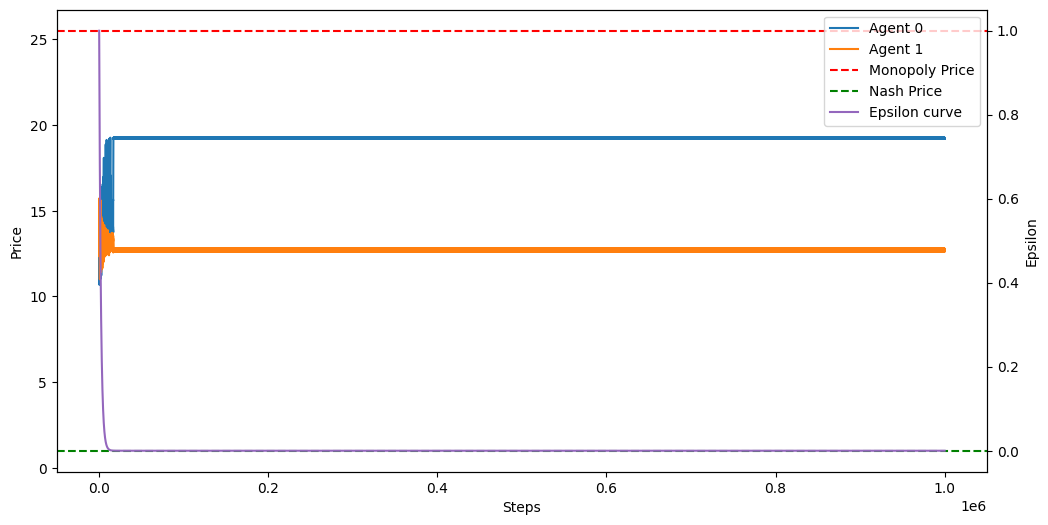 Agent 0
Agent 1
Monopoly Price
Nash Price
Epsilon curve
25
20
15
10
5
0
Price
1.0
0.8
0.6
0.4
0.2
0.0
Epsilon
0.0 0.2 0.4 0.6 0.8 1.0
1e6
Steps